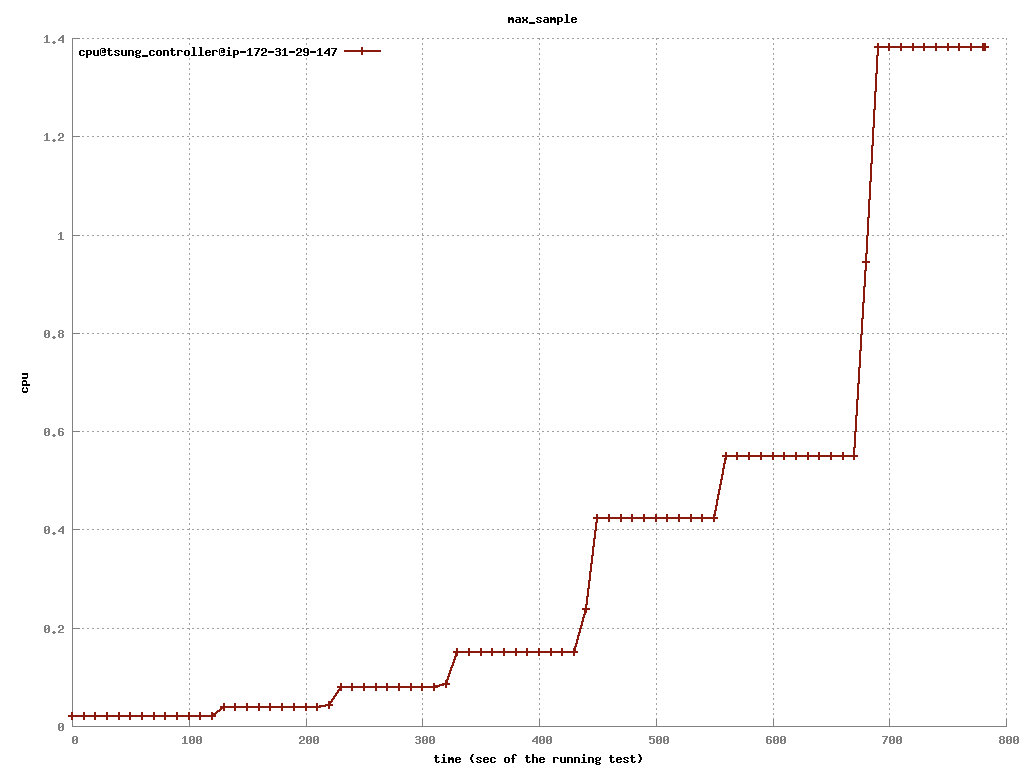 max_sample
cpu@tsung_controller@ip-172-31-29-147
1.4
1.2
1
0.8
0.6
0.4
0.2
0
cpu
0 100 200 300 400 500 600 700 800
time (sec of the running test)